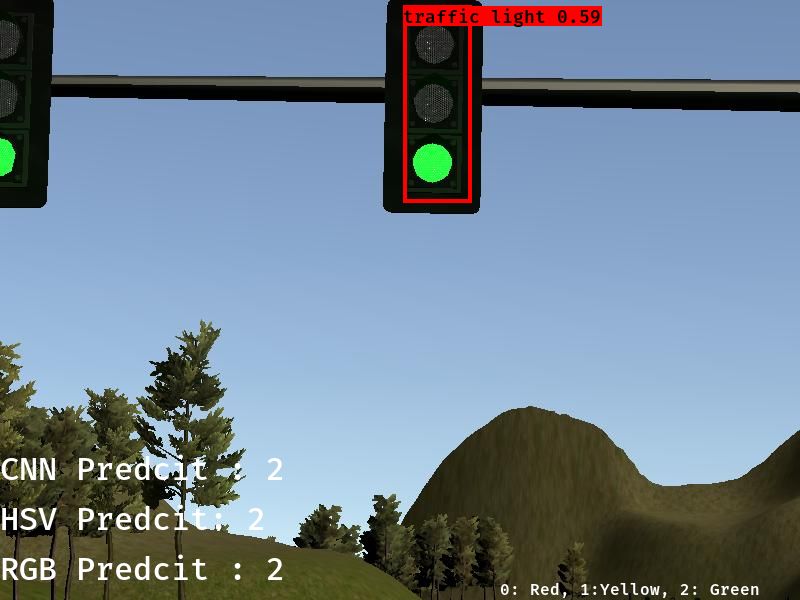 traffic light 0.59
CNN Predcit : 2
HSV Predcit: 2
RGB Predcit : 2
0: Red, 1:Yellow, 2: Green